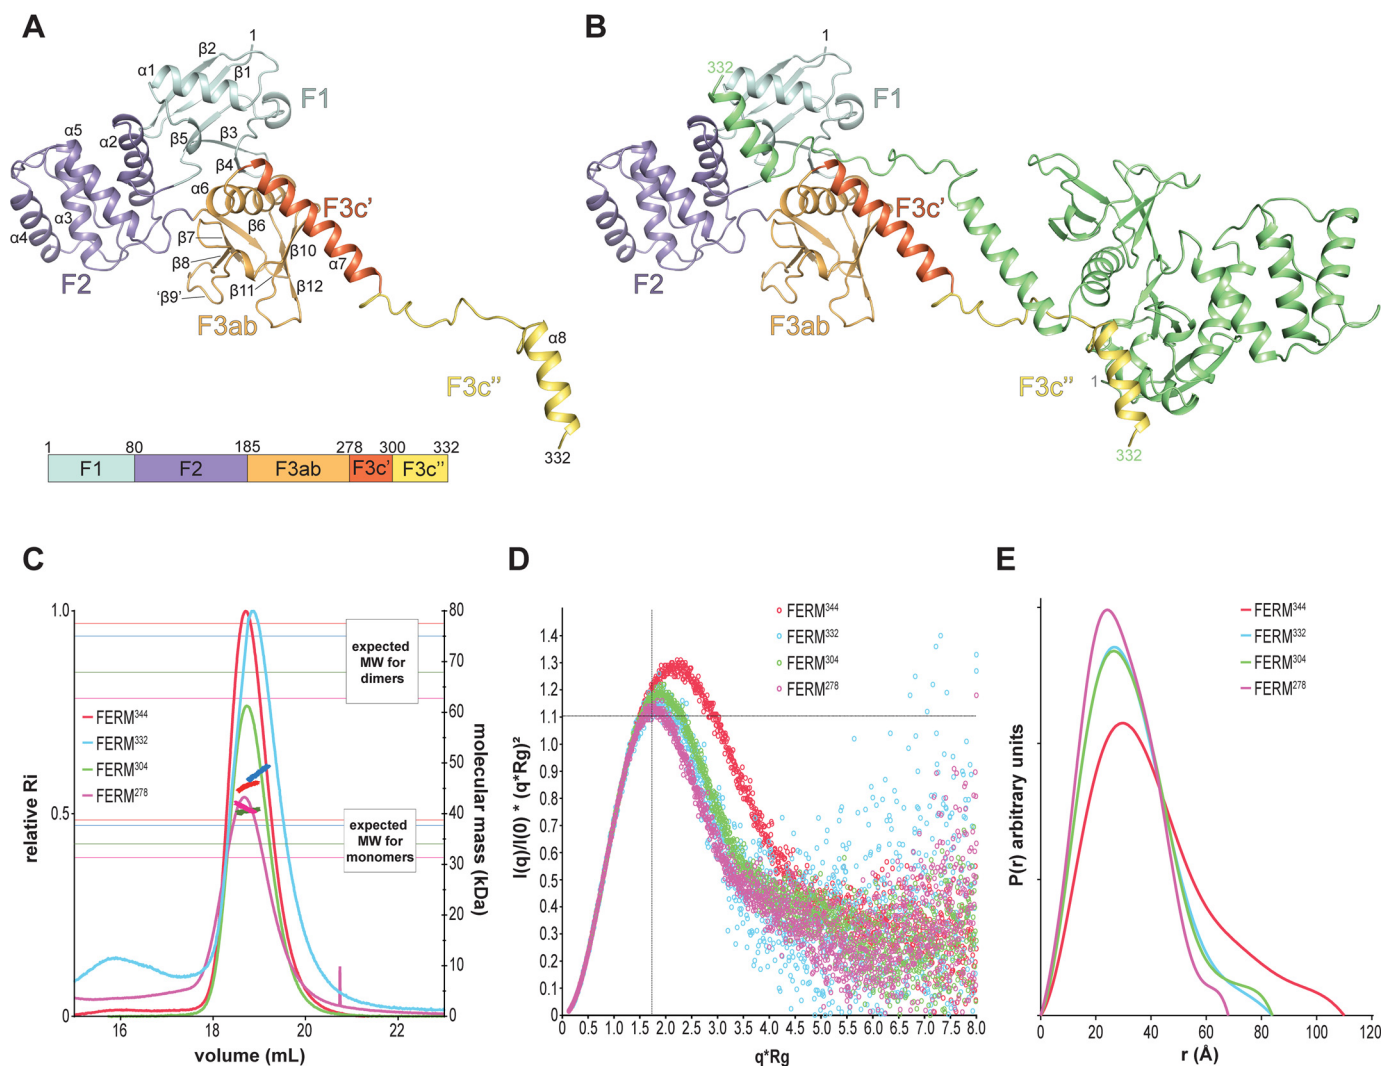 A
1
β2
α1
β1
F1
α5
α2
β5
β3
β4
α6
α3
α4
F3c’
β6
β7
β10
β8
α7
F2
‘β9’
β11
β12
F3ab
α8
F3c”
332
1 80 185 278 300 332
F1 F2 F3ab F3c’ F3c”
B
1
332
F1
F3c’
F2
F3ab
F3c”
1
332
C
1.0
0.5
0
relative Ri
expected
MW for
dimers
FERM³⁴⁴
FERM³³²
FERM³⁰⁴
FERM²⁷⁸
expected
MW for
monomers
80
70
60
50
40
30
20
10
0
molecular mass (kDa)
16 18 20 22
volume (mL)
D
FERM³⁴⁴
FERM³³²
FERM³⁰⁴
FERM²⁷⁸
1.4
1.3
1.2
1.1
1.0
0.9
0.8
0.7
0.6
0.5
0.4
0.3
0.2
0.1
0
I(q)/I(0) * (q*Rg)²
0.5 1.0 1.5 2.0 2.5 3.0 3.5 4.0 4.5 5.0 5.5 6.0 6.5 7.0 7.5 8.0
q*Rg
E
FERM³⁴⁴
FERM³³²
FERM³⁰⁴
FERM²⁷⁸
P(r) arbitrary units
0 20 40 60 80 100 120
r (Å)